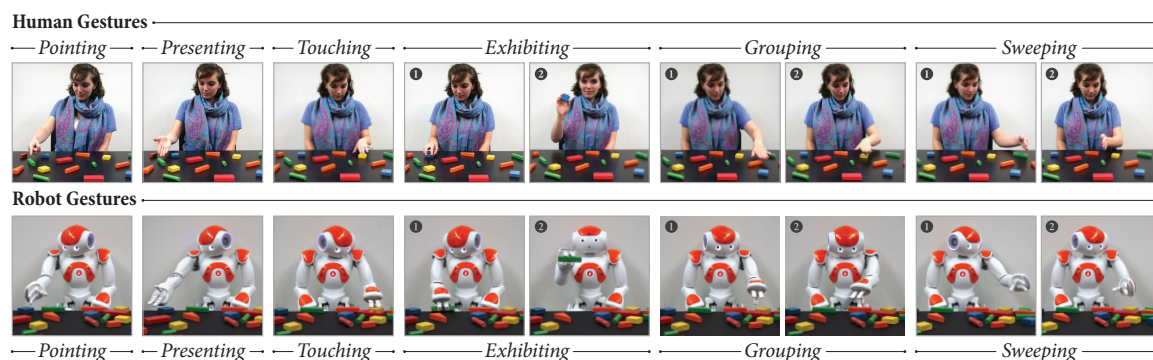 Human Gestures
Pointing Presenting Touching Exhibiting Grouping Sweeping
1 2 1 2 1 2
Robot Gestures
1 2 1 2 1 2
Pointing Presenting Touching Exhibiting Grouping Sweeping